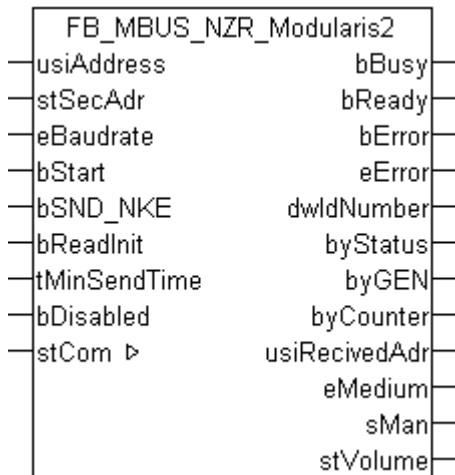 FB_MBUS_NZR_Modularis2
usiAddress bBusy
stSecAdr bReady
eBaudrate bError
bStart eError
bSND_NKE dwIdNumber
bReadInit byStatus
tMinSendTime byGEN
bDisabled byCounter
stCom ▷ usiRecivedAdr
eMedium
sMan
stVolume